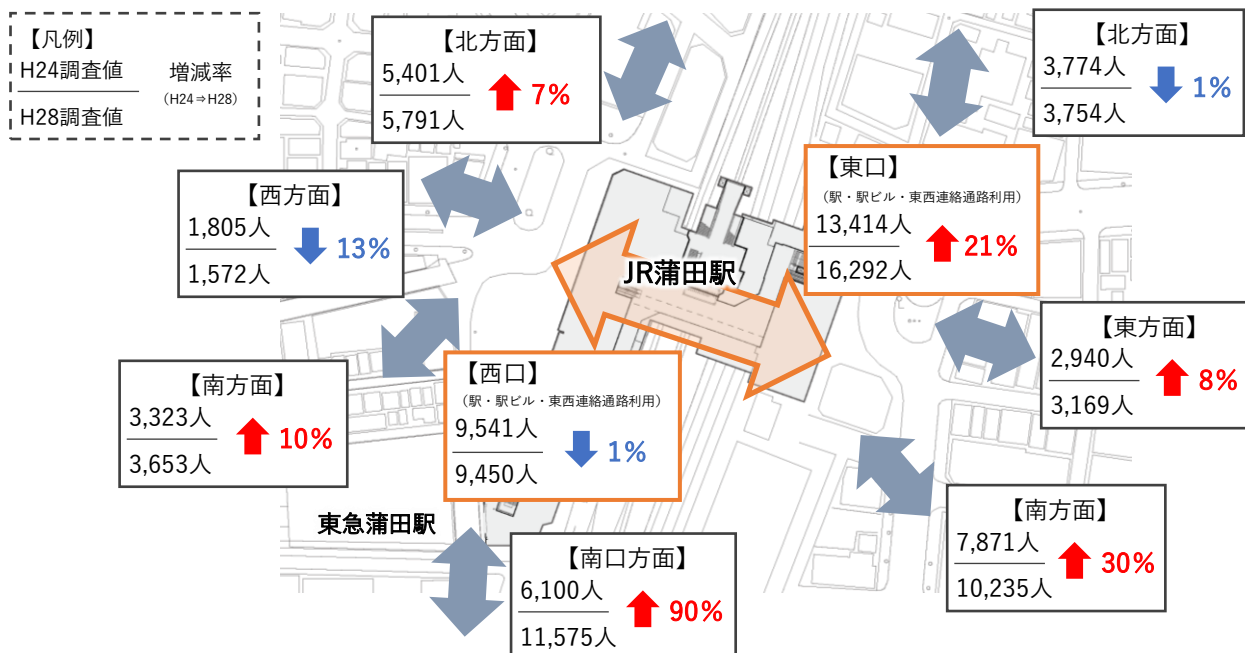 【凡例】
H24調査値
H28調査値
増減率
（H24⇒H28）
【北方面】
5,401人
5,791人
7%
【北方面】
3,774人
3,754人
1%
【西方面】
1,805人
1,572人
13%
【東口】
（駅・駅ビル・東西連絡通路利用）
13,414人
16,292人
21%
JR蒲田駅
【南方面】
3,323人
3,653人
10%
【西口】
（駅・駅ビル・東西連絡通路利用）
9,541人
9,450人
1%
【東方面】
2,940人
3,169人
8%
東急蒲田駅
【南口方面】
6,100人
11,575人
90%
【南方面】
7,871人
10,235人
30%